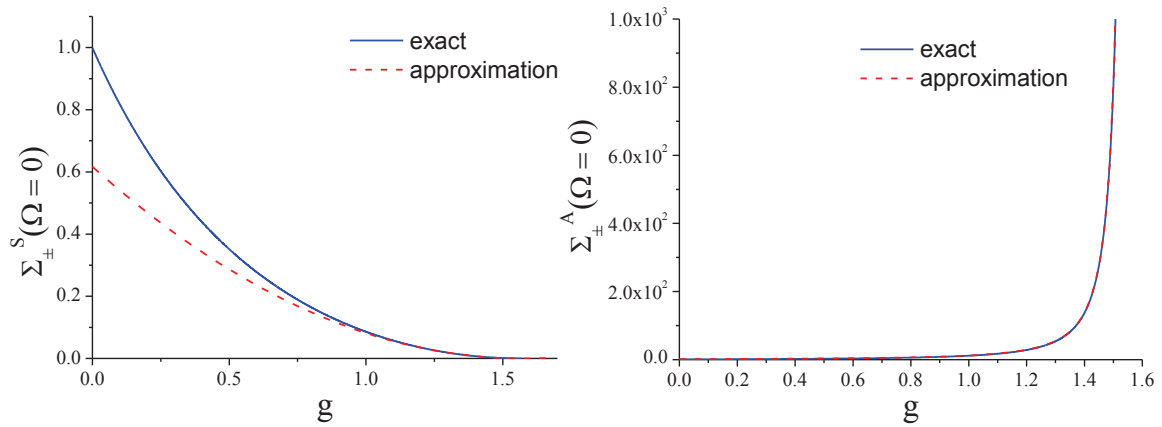 exact
approximation
1.0
0.8
0.6
0.4
0.2
0.0
0.0 0.5 1.0 1.5
g
Σ±^S(Ω = 0)
exact
approximation
1.0x10³
8.0x10²
6.0x10²
4.0x10²
2.0x10²
0.0
0.0 0.2 0.4 0.6 0.8 1.0 1.2 1.4 1.6
g
Σ±^A(Ω = 0)